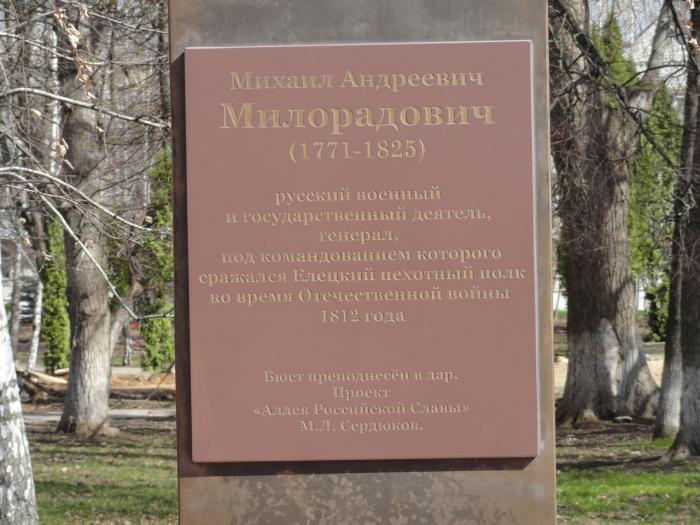 Михаил Андреевич
Милорадович
(1771-1825)
русский военный
и государственный деятель,
генерал,
под командованием которого
сражался Елецкий пехотный полк
во время Отечественной войны
1812 года
Бюст преподнесён в дар.
Проект
«Аллея Российской Славы»
М.Л. Сердюков.